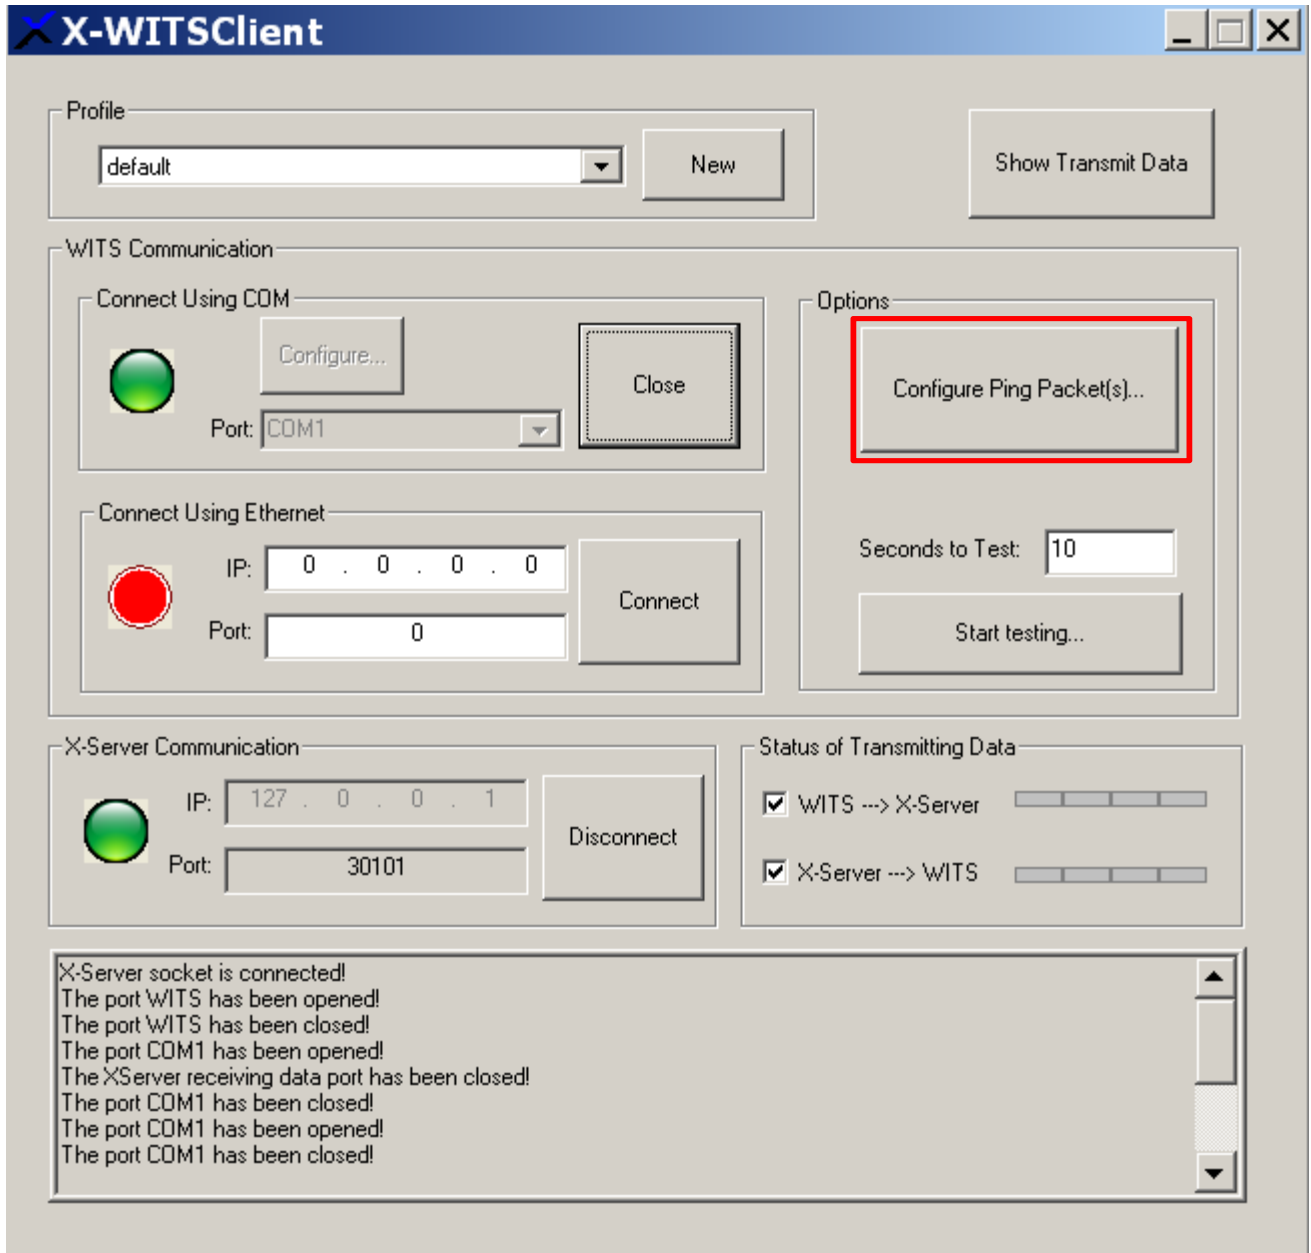 X-WITSClient
Profile
default
New
Show Transmit Data
WITS Communication
Connect Using COM
Configure...
Port: COM1
Close
Options
Configure Ping Packet(s)...
Connect Using Ethernet
IP: 0 . 0 . 0 . 0
Port: 0
Connect
Seconds to Test: 10
Start testing...
X-Server Communication
IP: 127 . 0 . 0 . 1
Port: 30101
Disconnect
Status of Transmitting Data
WITS ---> X-Server
X-Server ---> WITS
X-Server socket is connected!
The port WITS has been opened!
The port WITS has been closed!
The port COM1 has been opened!
The XServer receiving data port has been closed!
The port COM1 has been closed!
The port COM1 has been opened!
The port COM1 has been closed!